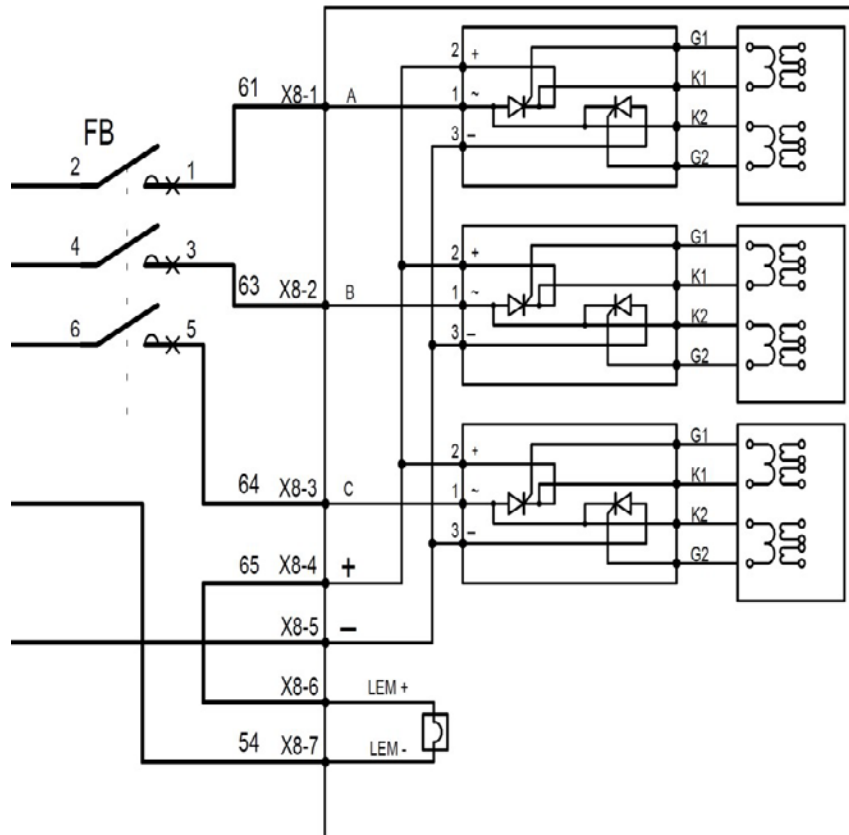 G1
2 +
61 X8-1 A 1 ~ K1
FB 3 – K2
2 1 G2
G1
4 3 2 +
63 X8-2 B 1 ~ K1
6 5 3 – K2
G2
G1
2 +
64 X8-3 C 1 ~ K1
3 – K2
65 X8-4 + G2
X8-5 –
X8-6 LEM +
54 X8-7 LEM -